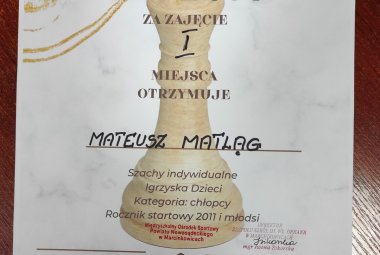 ZA ZAJĘCIE
I
MIEJSCA
OTRZYMUJE
MATEUSZ MATLĄG
Szachy indywidualne
Igrzyska Dzieci
Kategoria: chłopcy
Rocznik startowy 2011 i młodsi
Międzyszkolny Ośrodek Sportowy
Powiatu Nowosądeckiego
w Marcinkowicach
DYREKTOR